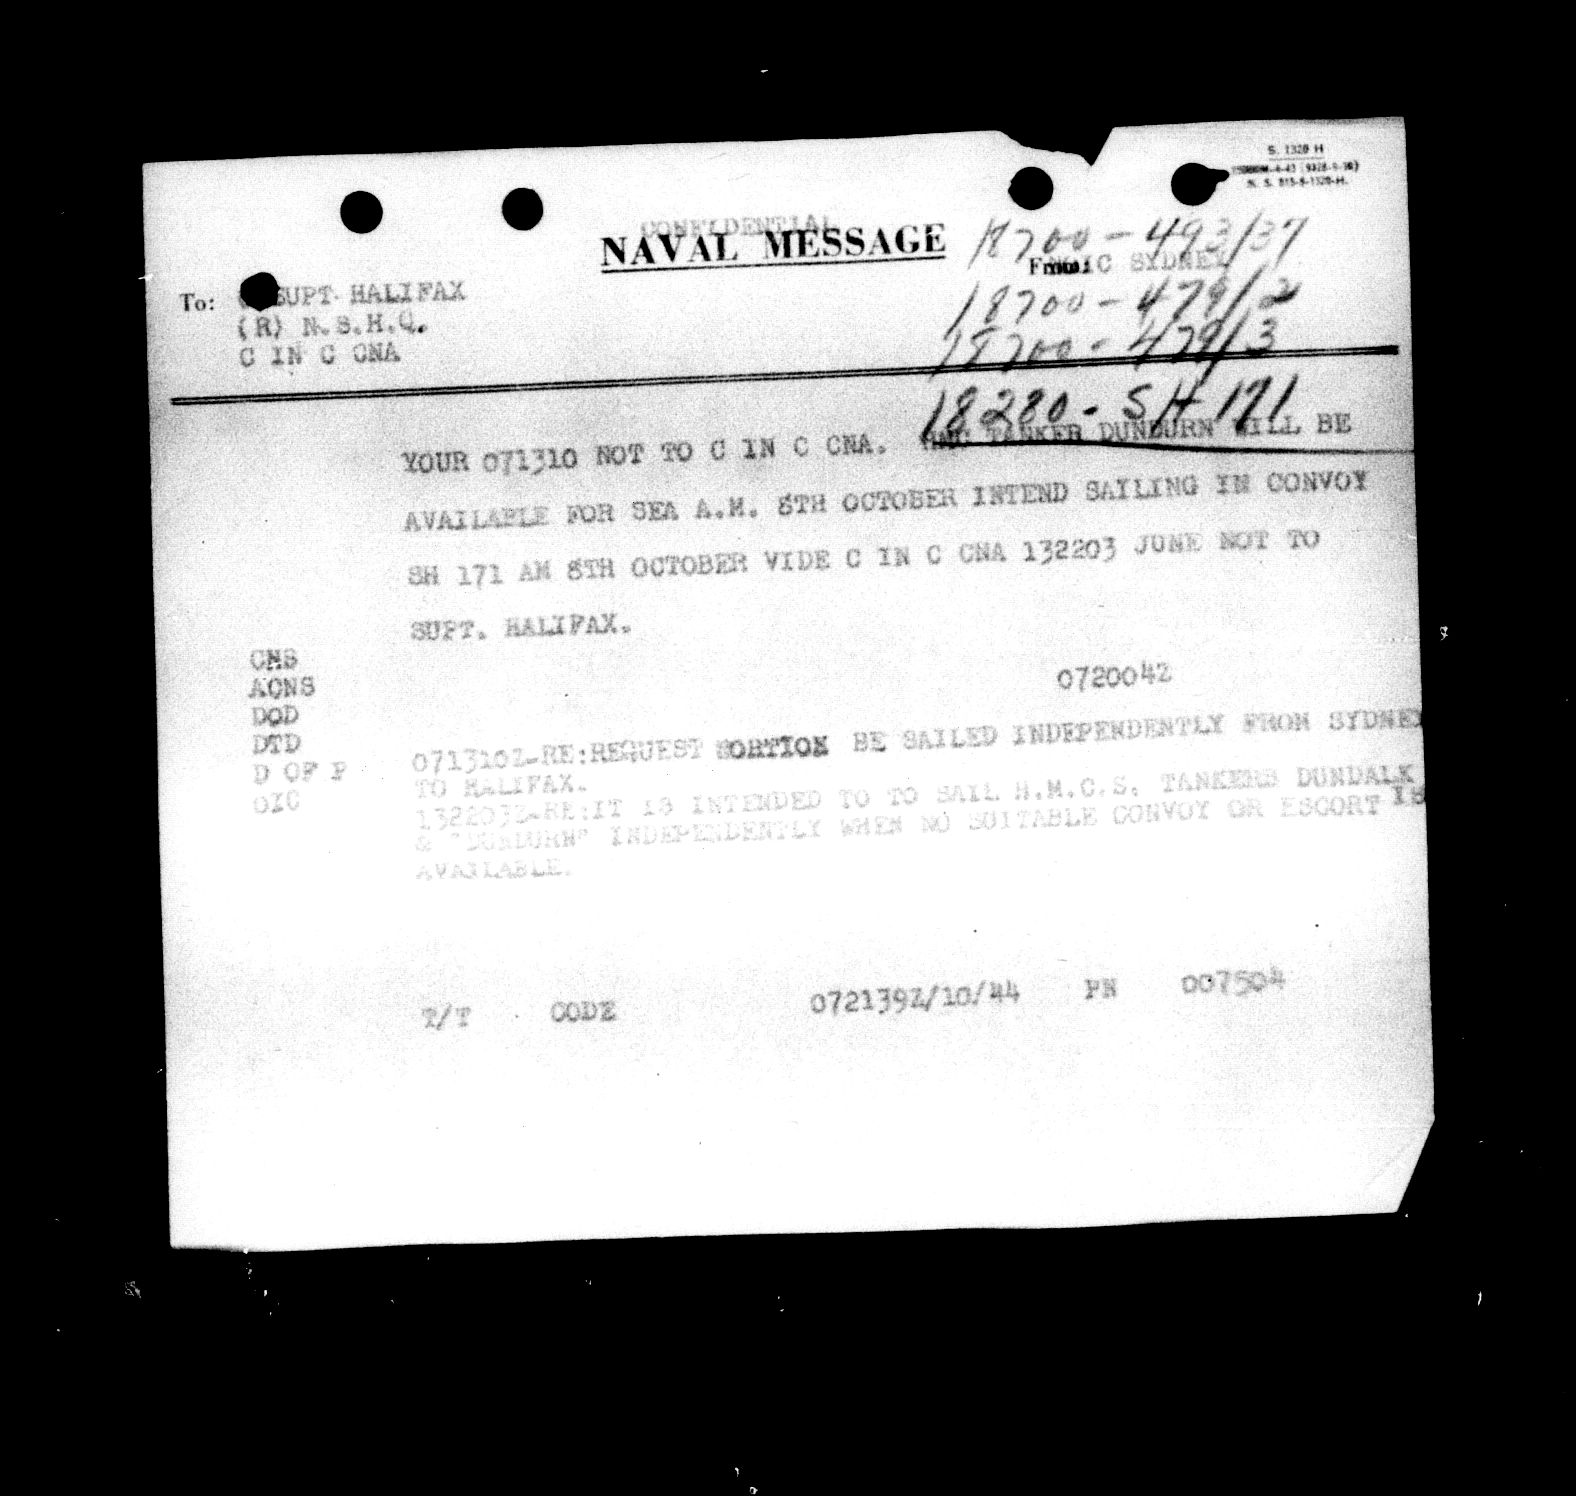 S. 1320 H
N. S. 815-8-1320-H.
CONFIDENTIAL
NAVAL MESSAGE
18700-493/37
From: NOIC SYDNEY
To: SUPT HALIFAX
18700-479/2
(R) N.S.H.Q.
18700-479/3
C IN C CNA
18280-SH 171
YOUR 071310 NOT TO C IN C CNA. HMC TANKER DUNDURN WILL BE
AVAILABLE FOR SEA A.M. 8TH OCTOBER INTEND SAILING IN CONVOY
SH 171 AM 8TH OCTOBER VIDE C IN C CNA 132203 JUNE NOT TO
SUPT. HALIFAX.
CNS
ACNS
DOD
DTD
D OF P
OIC
072004Z
071310Z-RE:REQUEST BE SAILED INDEPENDENTLY FROM SYDNEY
TO HALIFAX.
132203Z-RE:IT IS INTENDED TO TO SAIL H.M.C.S. TANKERS DUNDALK
& "DUNDURN" INDEPENDENTLY WHEN NO SUITABLE CONVOY OR ESCORT IS
AVAILABLE.
T/T CODE 072139Z/10/44 PN 007504